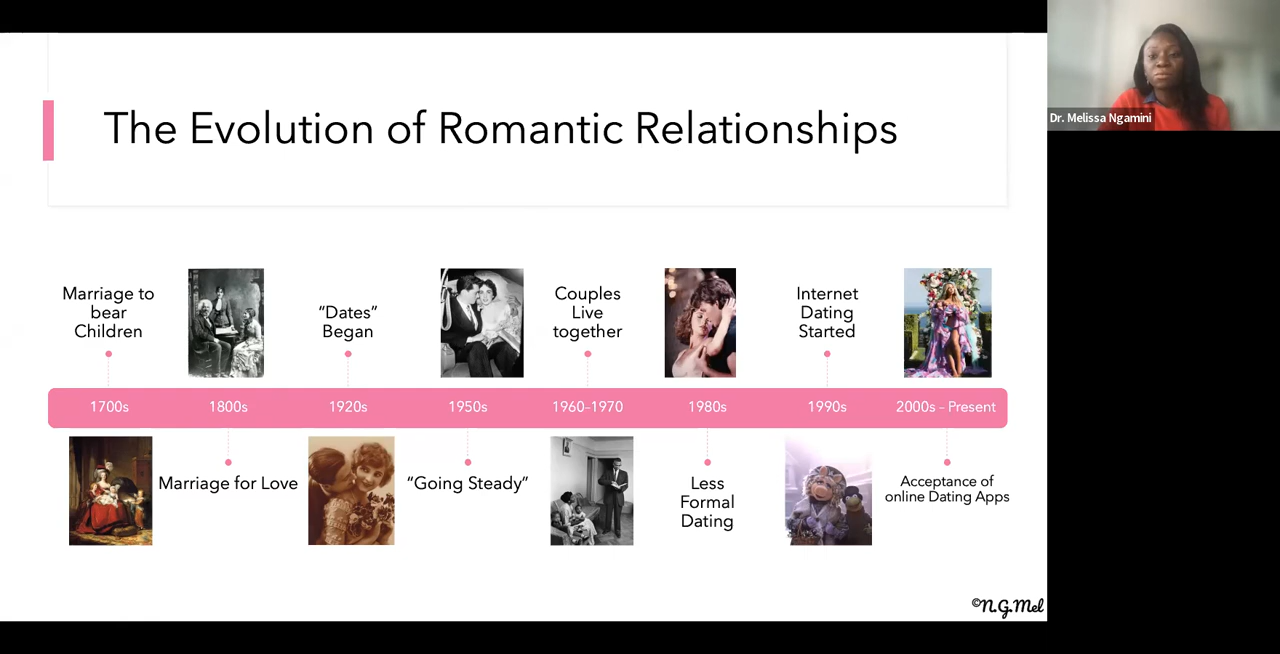 Dr. Melissa Ngamini
The Evolution of Romantic Relationships
Marriage to
bear
Children
“Dates”
Began
Couples
Live
together
Internet
Dating
Started
1700s
1800s
1920s
1950s
1960-1970
1980s
1990s
2000s – Present
Marriage for Love
“Going Steady”
Less
Formal
Dating
Acceptance of
online Dating Apps
©N.G.Mel